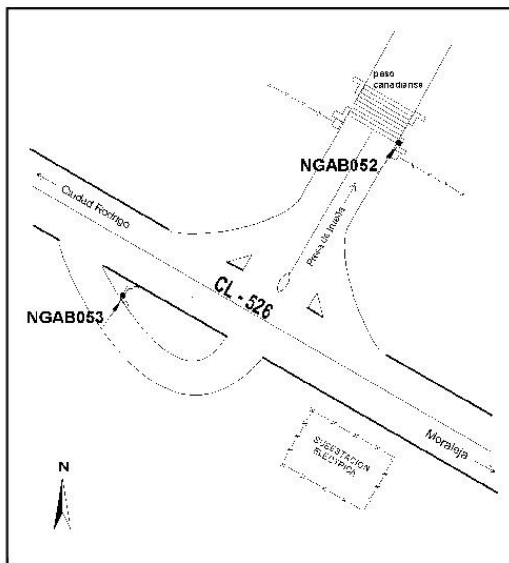 paso
canadiense
NGAB052
Ciudad Rodrigo
Presa de Irueña
CL - 526
NGAB053
Moraleja
SUBESTACION
ELECTRICA
N